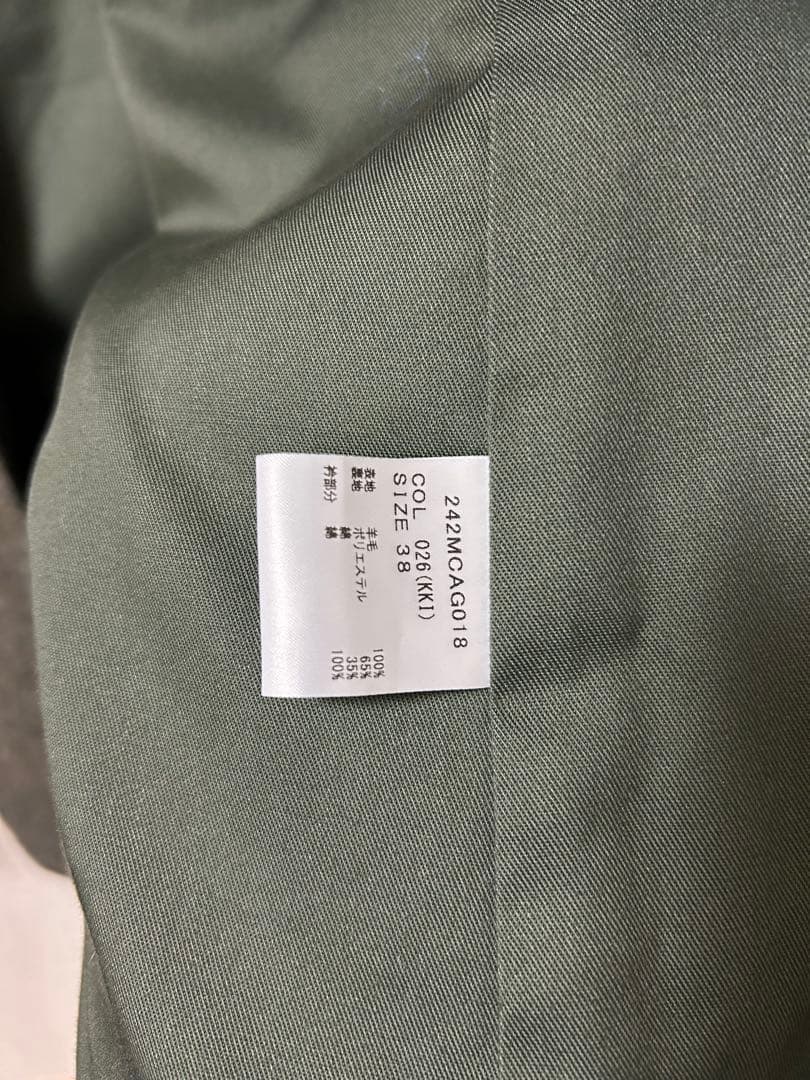 242MCAG018
COL 026(KKI)
SIZE 38
表地 羊毛 100%
裏地 ポリエステル 65%
綿 35%
衿部分 綿 100%